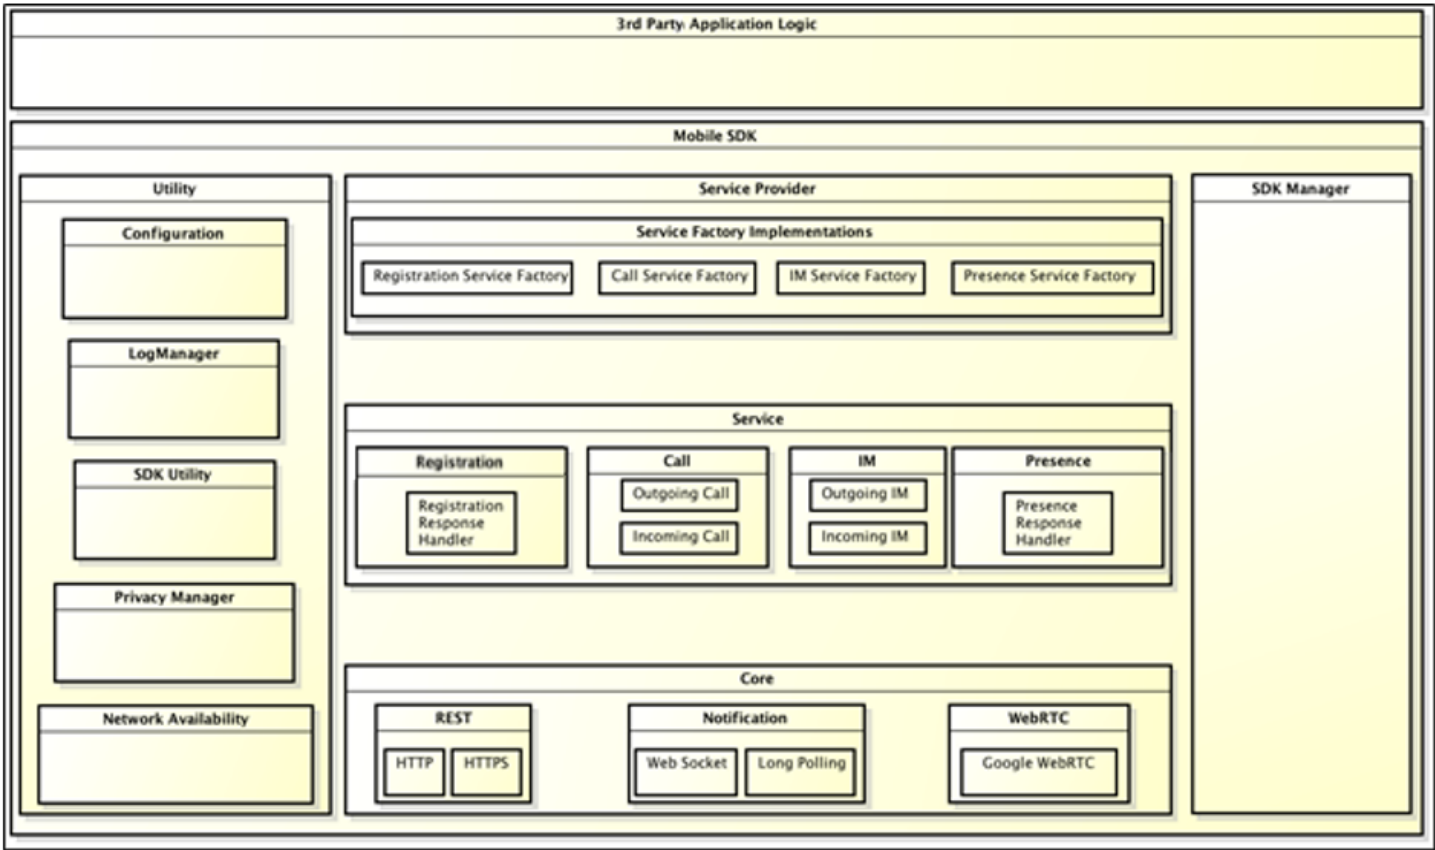 3rd Party Application Logic
Mobile SDK
Utility
Configuration
LogManager
SDK Utility
Privacy Manager
Network Availability
Service Provider
Service Factory Implementations
Registration Service Factory
Call Service Factory
IM Service Factory
Presence Service Factory
Service
Registration
Registration
Response
Handler
Call
Outgoing Call
Incoming Call
IM
Outgoing IM
Incoming IM
Presence
Presence
Response
Handler
Core
REST
HTTP
HTTPS
Notification
Web Socket
Long Polling
WebRTC
Google WebRTC
SDK Manager